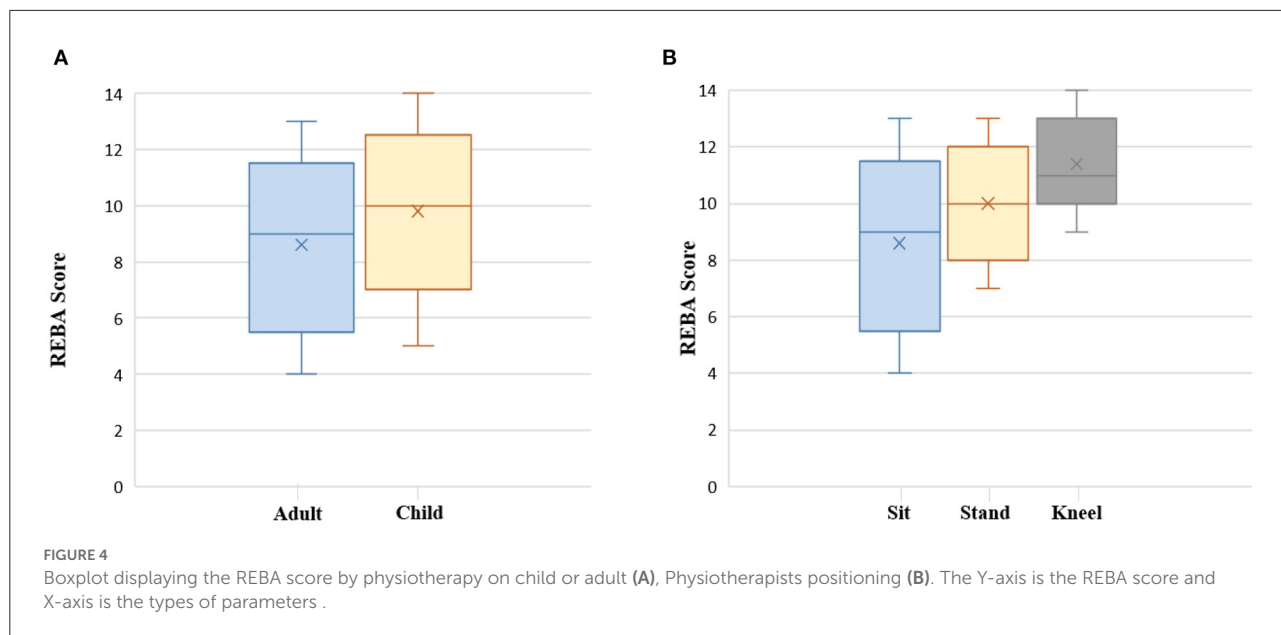 A
14
12
10
8
6
4
2
0
REBA Score
Adult Child
B
14
12
10
8
6
4
2
0
REBA Score
Sit Stand Kneel
FIGURE 4
Boxplot displaying the REBA score by physiotherapy on child or adult (A), Physiotherapists positioning (B). The Y-axis is the REBA score and
X-axis is the types of parameters .